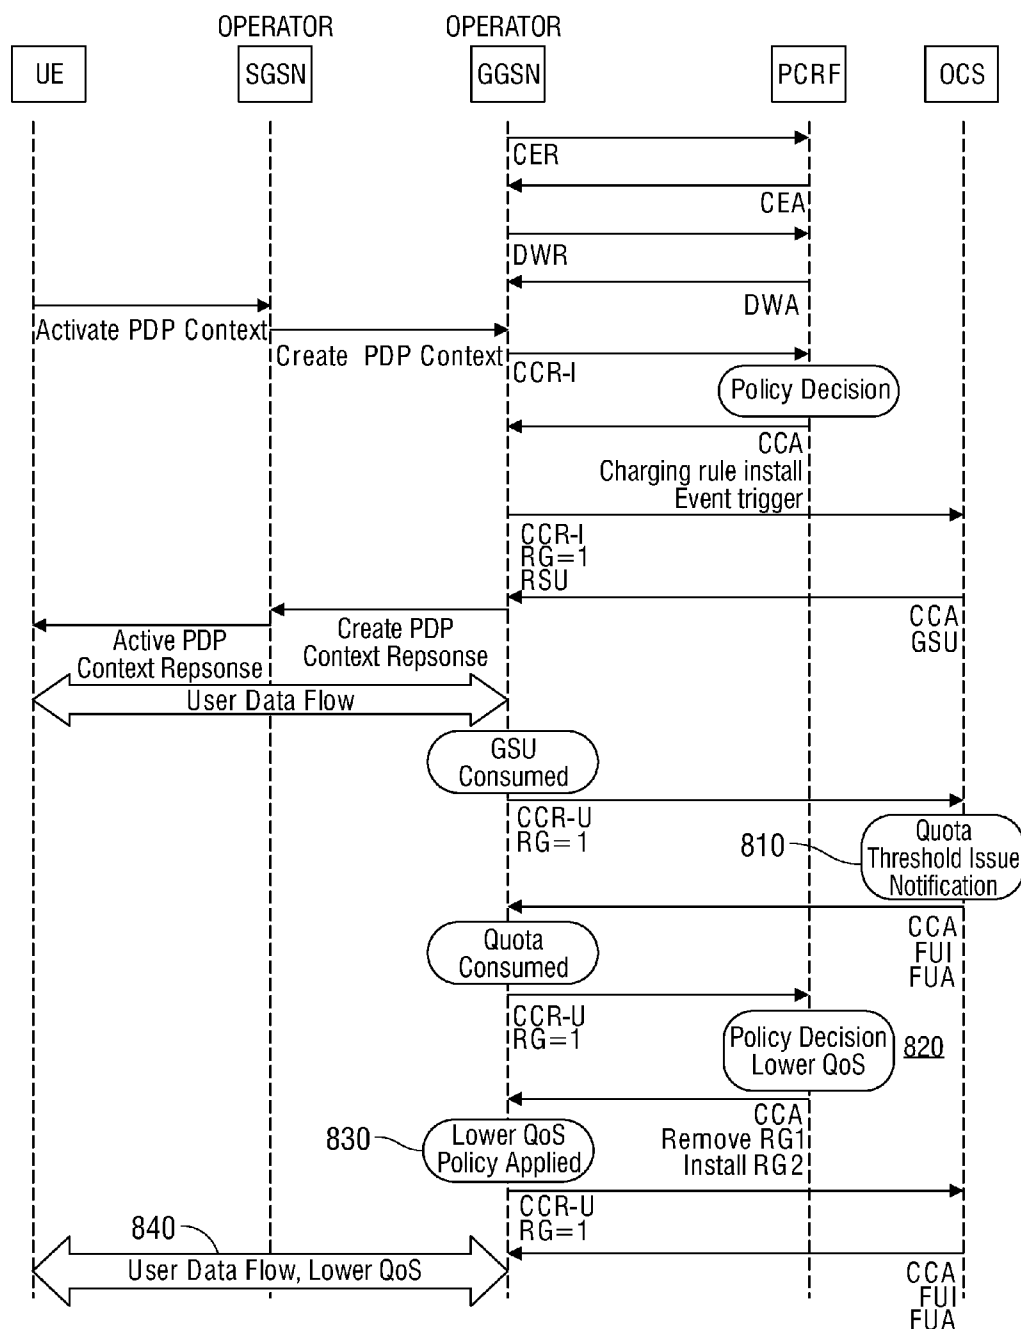 OPERATOR
OPERATOR
UE
SGSN
GGSN
PCRF
OCS
CER
CEA
DWR
DWA
Activate PDP Context
Create PDP Context
CCR-I
Policy Decision
CCA
Charging rule install
Event trigger
CCR-I
RG=1
RSU
CCA
GSU
Create PDP
Context Repsonse
Active PDP
Context Repsonse
User Data Flow
GSU
Consumed
CCR-U
RG=1
810
Quota
Threshold Issue
Notification
CCA
FUI
FUA
Quota
Consumed
CCR-U
RG=1
Policy Decision
Lower QoS
820
CCA
Remove RG1
Install RG2
830
Lower QoS
Policy Applied
CCR-U
RG=1
840
User Data Flow, Lower QoS
CCA
FUI
FUA